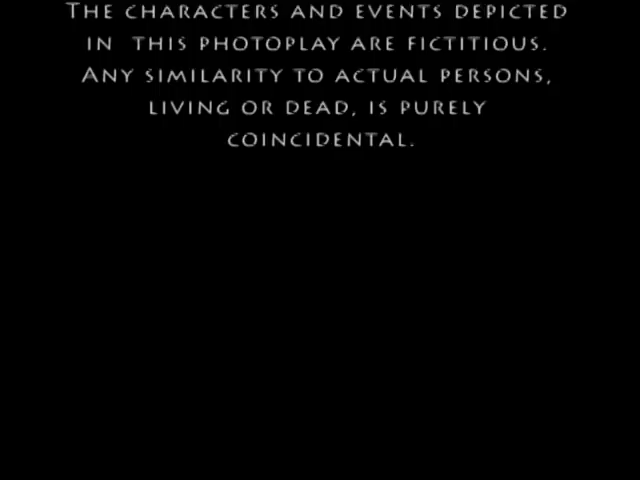 The characters and events depicted
in this photoplay are fictitious.
Any similarity to actual persons,
living or dead, is purely
coincidental.